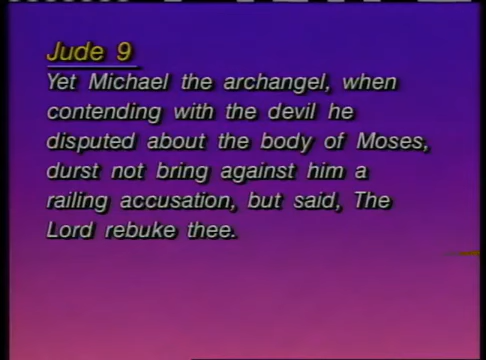 Jude 9
Yet Michael the archangel, when
contending with the devil he
disputed about the body of Moses,
durst not bring against him a
railing accusation, but said, The
Lord rebuke thee.